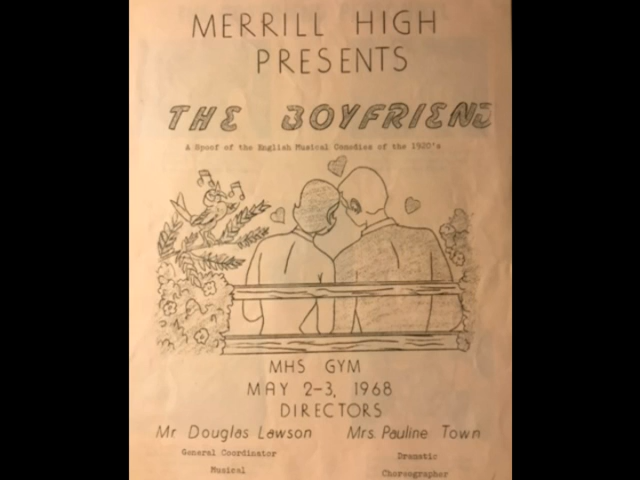 MERRILL HIGH
PRESENTS
THE BOYFRIEND
A Spoof of the English Musical Comedies of the 1920's
MHS GYM
MAY 2-3, 1968
DIRECTORS
Mr Douglas Lawson Mrs. Pauline Town
General Coordinator Dramatic
Musical Choreographer